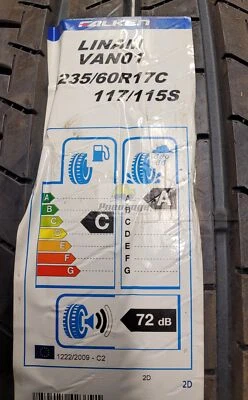 FALKEN
LINAM
VAN01
235/60R17C
117/115S
A
B
C
D
E
F
G
C
A
B
C
D
E
F
G
A
72 dB
1222/2009 - C2
2D
2D